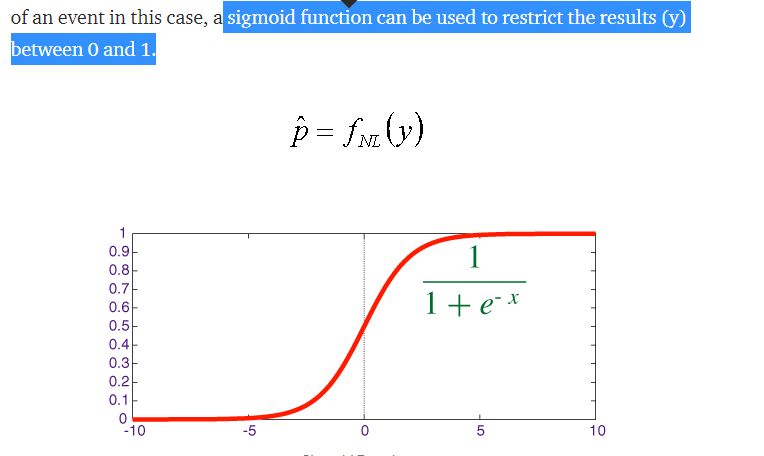 of an event in this case, a sigmoid function can be used to restrict the results (y)
between 0 and 1.
p̂ = f_NL(y)
1
0.9
0.8
0.7
0.6
0.5
0.4
0.3
0.2
0.1
0
1
1 + e^- x
-10 -5 0 5 10